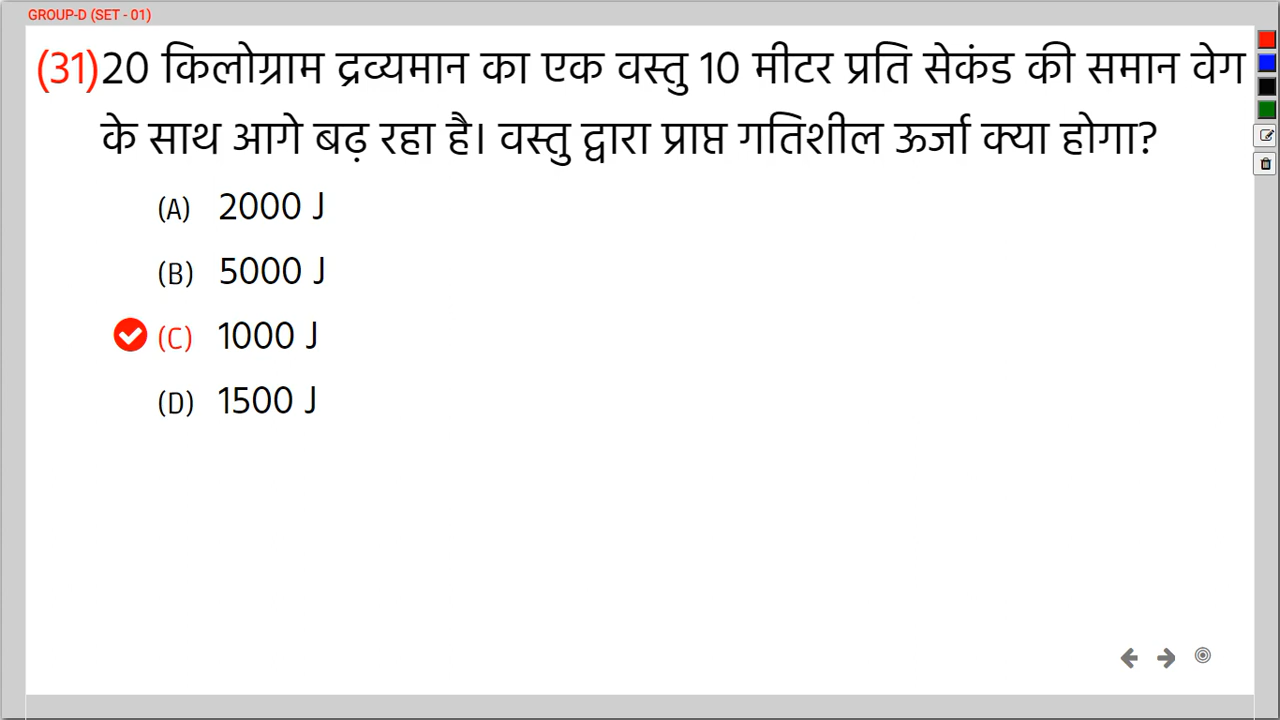 GROUP-D (SET - 01)
(31) 20 किलोग्राम द्रव्यमान का एक वस्तु 10 मीटर प्रति सेकंड की समान वेग
के साथ आगे बढ़ रहा है। वस्तु द्वारा प्राप्त गतिशील ऊर्जा क्या होगा?
(A) 2000 J
(B) 5000 J
(C) 1000 J
(D) 1500 J